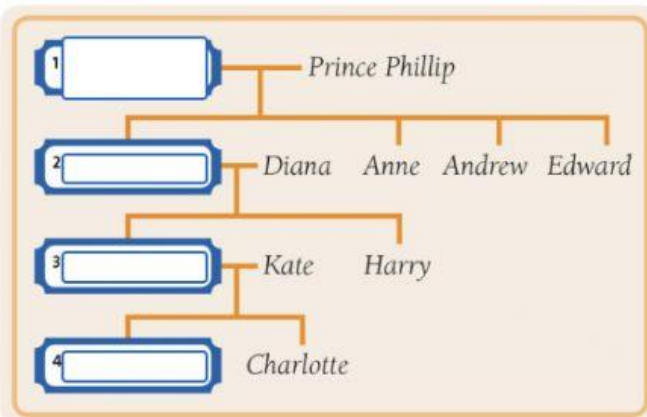 1 Prince Phillip
2 Diana Anne Andrew Edward
3 Kate Harry
4 Charlotte